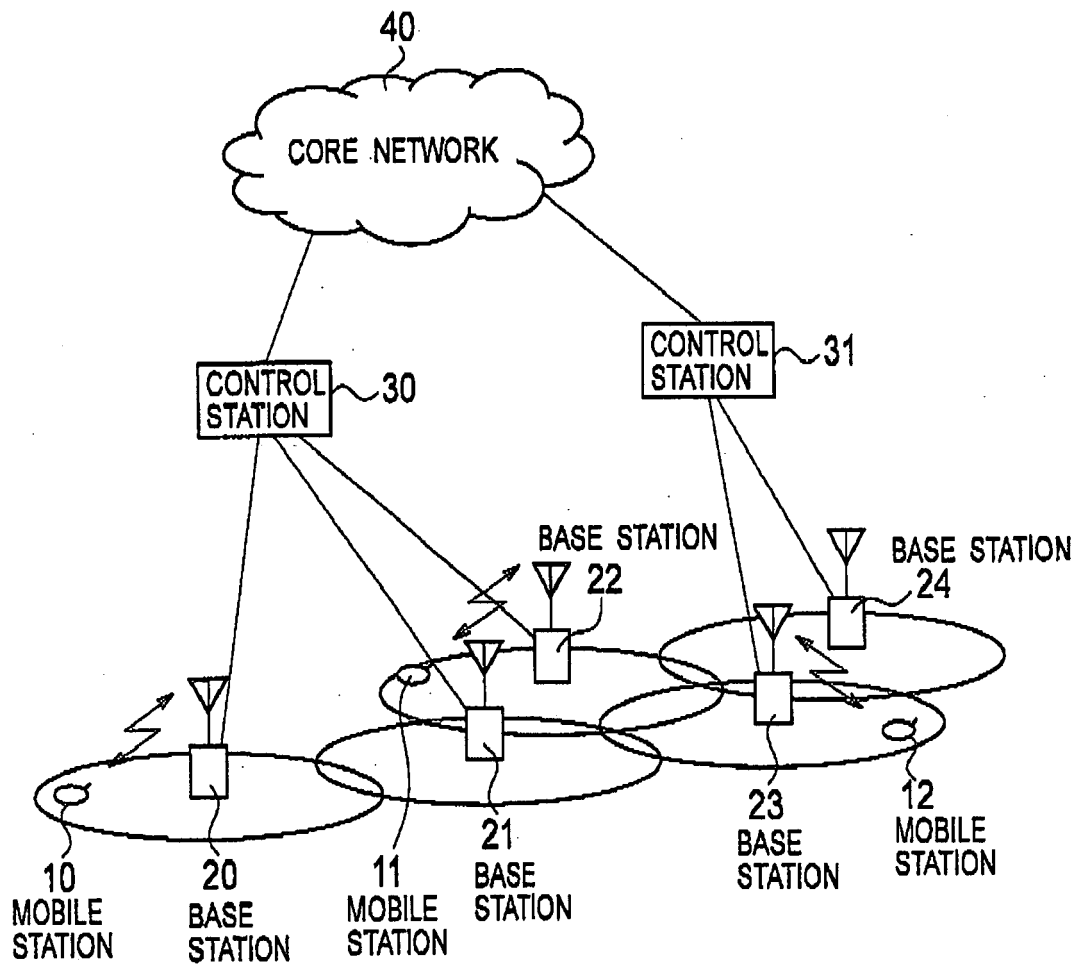 40
CORE NETWORK
CONTROL
STATION
30
CONTROL
STATION
31
BASE STATION
22
BASE STATION
24
10
MOBILE
STATION
20
BASE
STATION
11
MOBILE
STATION
21
BASE
STATION
23
BASE
STATION
12
MOBILE
STATION